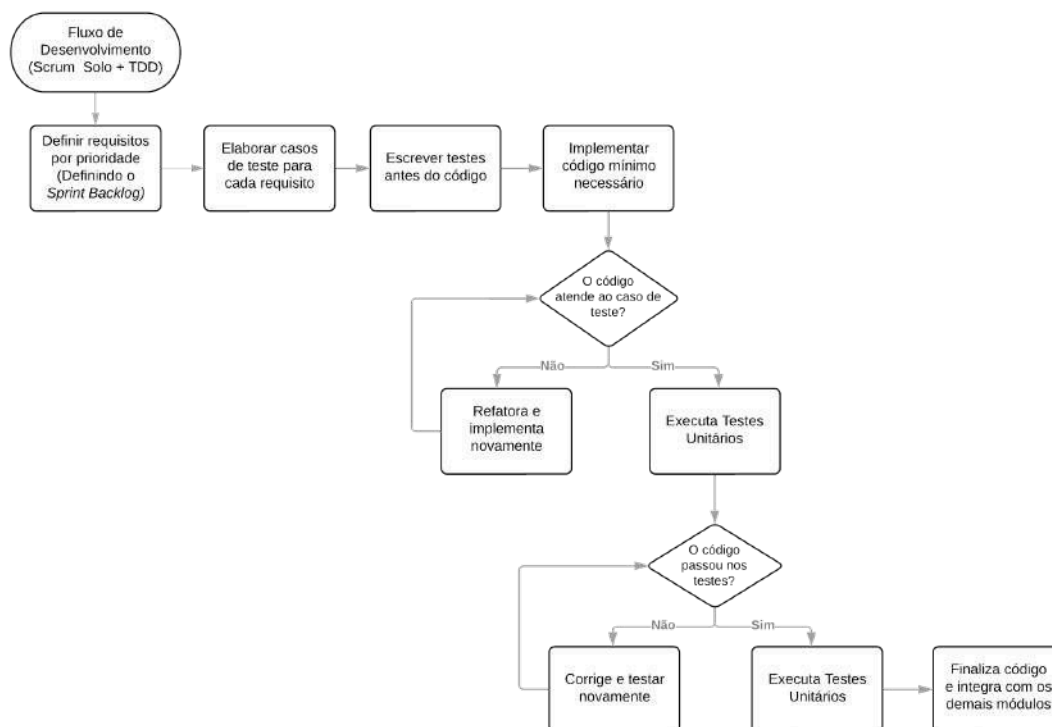 Fluxo de
Desenvolvimento
(Scrum Solo + TDD)
Definir requisitos
por prioridade
(Definindo o
Sprint Backlog)
Elaborar casos
de teste para
cada requisito
Escrever testes
antes do código
Implementar
código mínimo
necessário
O código
atende ao caso de
teste?
Não
Sim
Refatora e
implementa
novamente
Executa Testes
Unitários
O código
passou nos
testes?
Não
Sim
Corrige e testar
novamente
Executa Testes
Unitários
Finaliza código
e integra com os
demais módulos